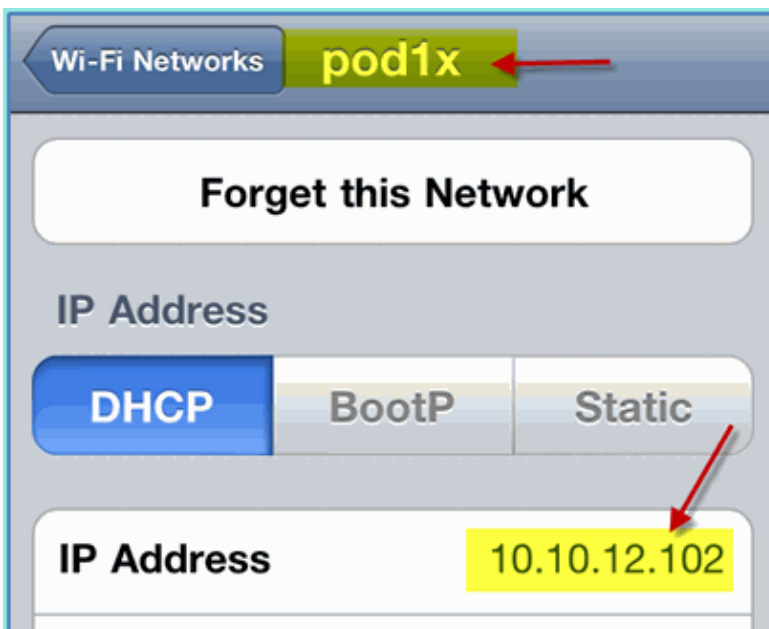 Wi-Fi Networks pod1x
Forget this Network
IP Address
DHCP BootP Static
IP Address 10.10.12.102